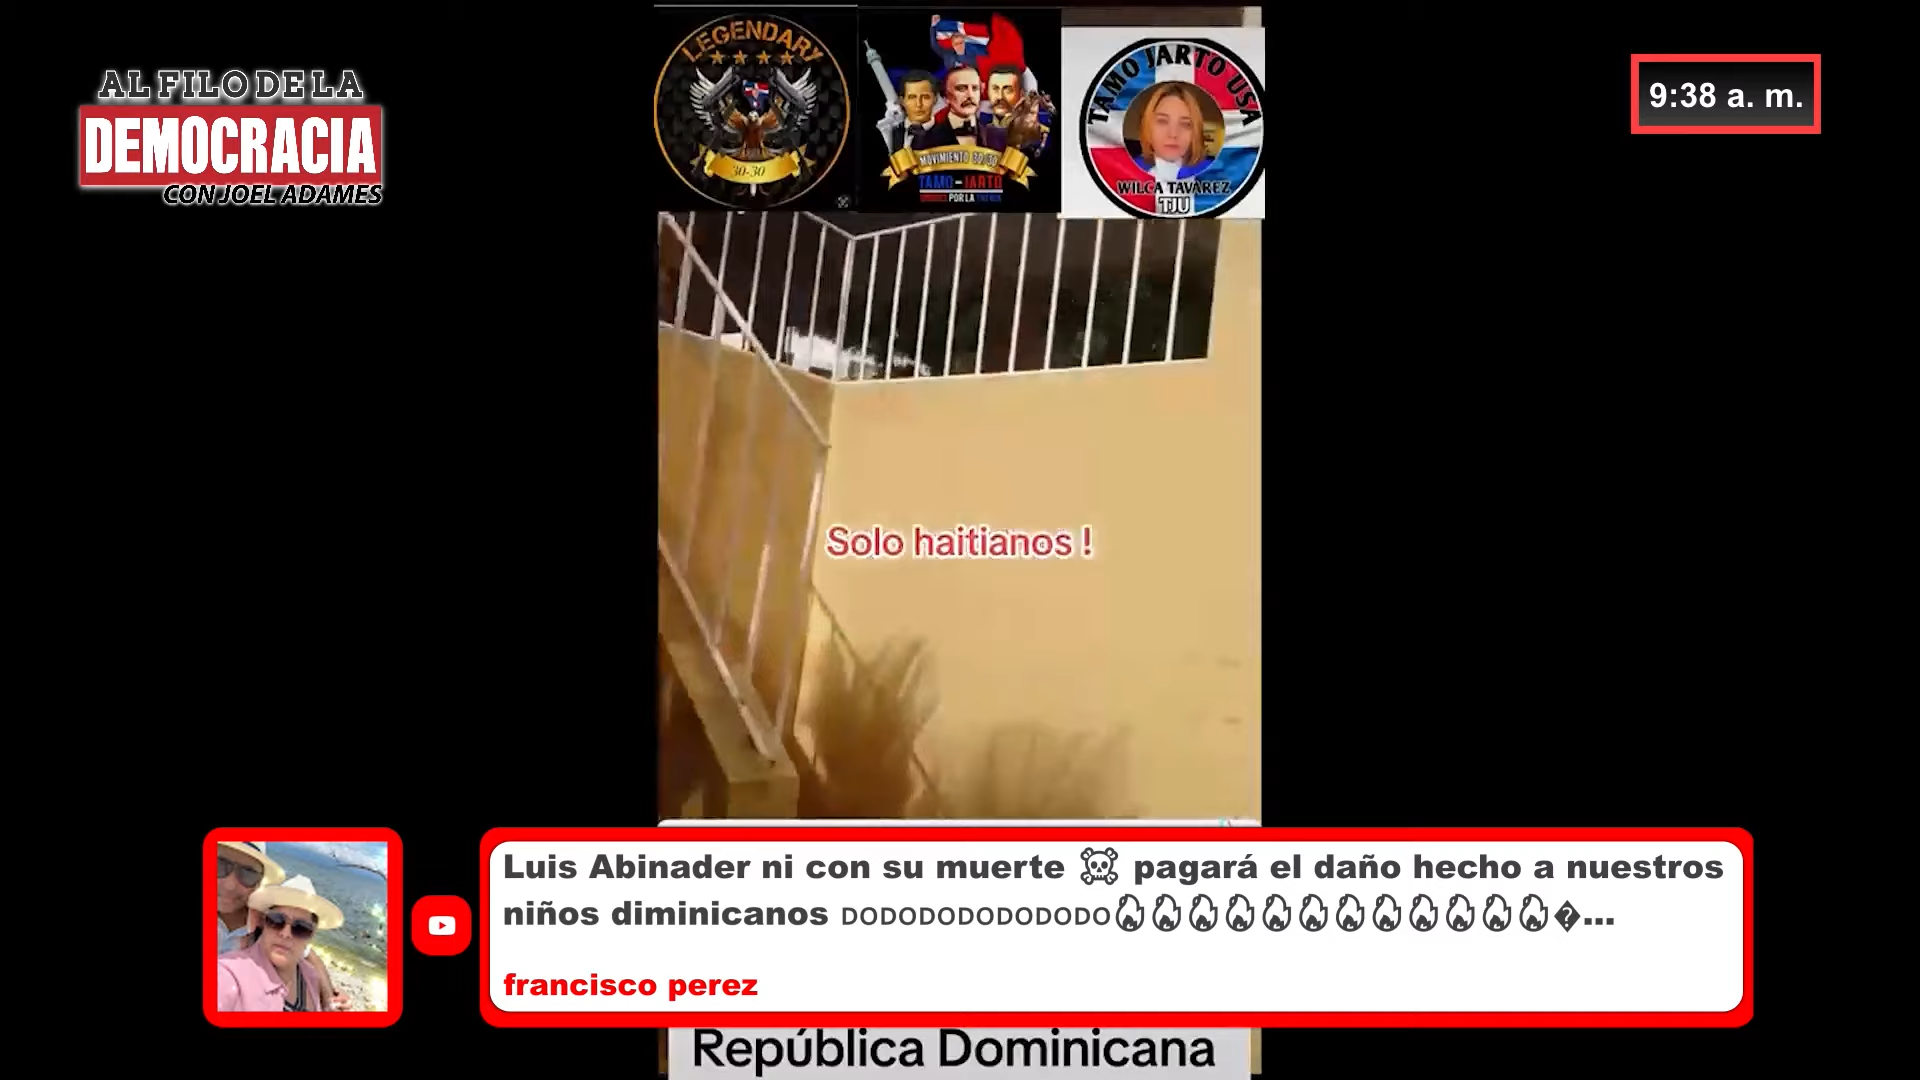 AL FILO DE LA
DEMOCRACIA
CON JOEL ADAMES
LEGENDARY
30-30
MOVIMIENTO 30-30
TAMO-JARTO
POR LA
TAMO JARTO USA
WILCA TAVAREZ
TJU
9:38 a. m.
Solo haitianos !
Luis Abinader ni con su muerte ☠ pagará el daño hecho a nuestros
niños diminicanos DODODODODODODO🔥🔥🔥🔥🔥🔥🔥🔥🔥🔥🔥🔥�...
francisco perez
República Dominicana